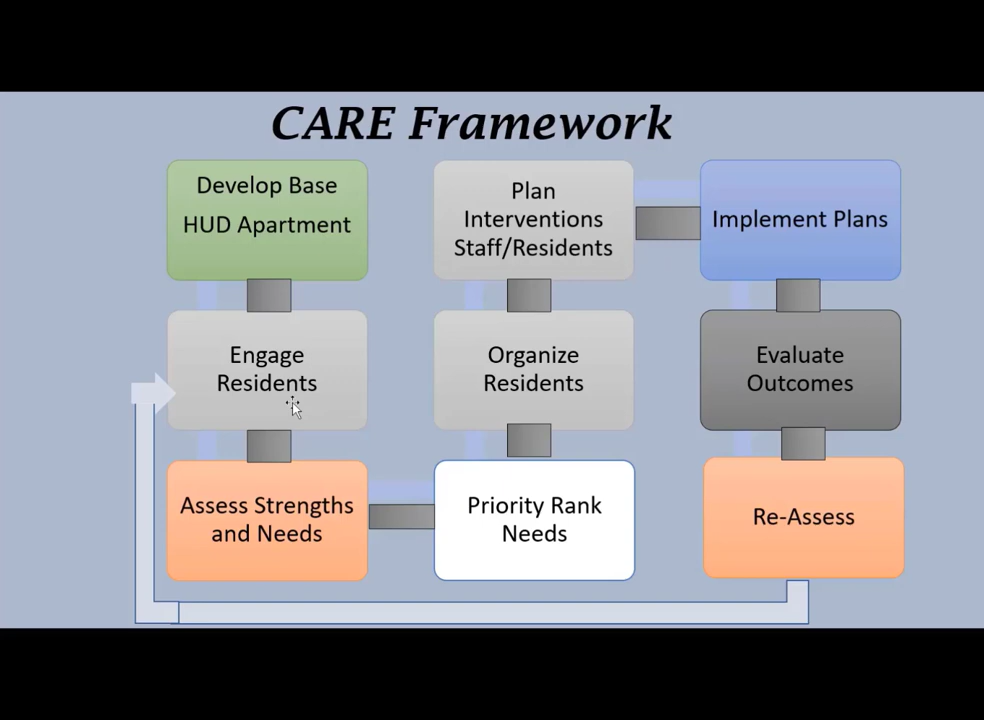 CARE Framework
Develop Base
HUD Apartment
Engage
Residents
Assess Strengths
and Needs
Priority Rank
Needs
Organize
Residents
Plan
Interventions
Staff/Residents
Implement Plans
Evaluate
Outcomes
Re-Assess